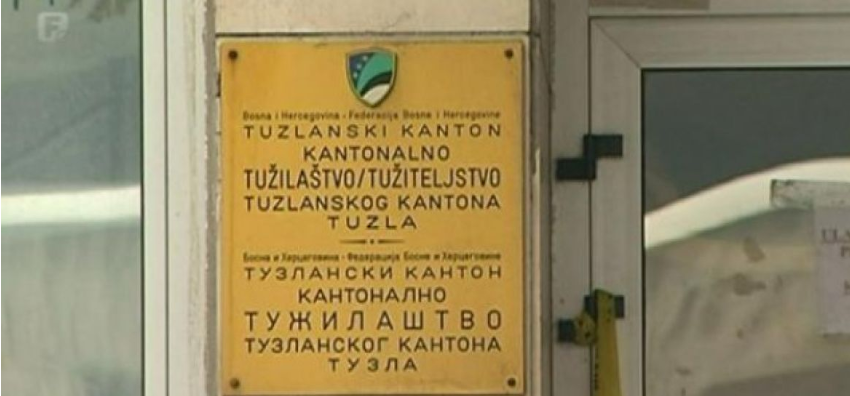 Bosna i Hercegovina - Federacija Bosne i Hercegovine
TUZLANSKI KANTON
KANTONALNO
TUŽILAŠTVO/TUŽITELJSTVO
TUZLANSKOG KANTONA
TUZLA
Босна и Херцеговина - Федерација Босне и Херцеговине
ТУЗЛАНСКИ КАНТОН
КАНТОНАЛНО
ТУЖИЛАШТВО
ТУЗЛАНСКОГ КАНТОНА
ТУЗЛА